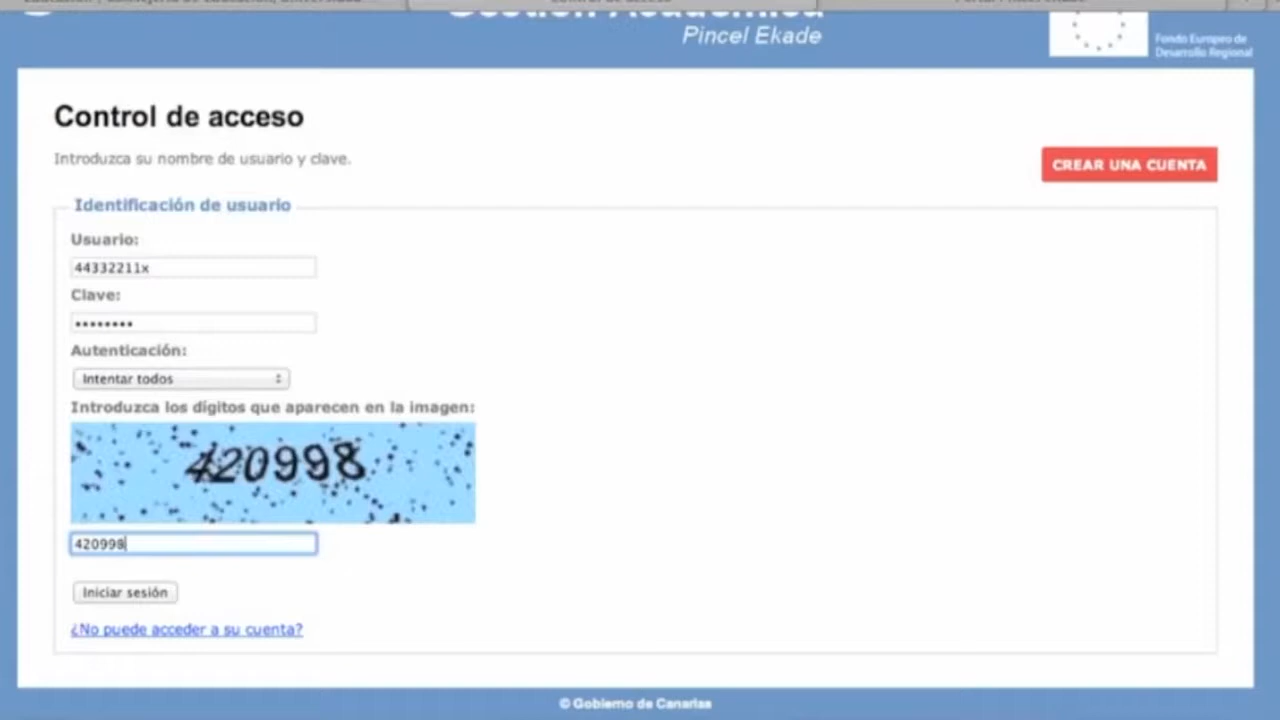 Gestión Académica
Pincel Ekade
Fondo Europeo de
Desarrollo Regional
Control de acceso
Introduzca su nombre de usuario y clave.
CREAR UNA CUENTA
Identificación de usuario
Usuario:
44332211x
Clave:
••••••••
Autenticación:
Intentar todos
Introduzca los dígitos que aparecen en la imagen:
420998
420998
Iniciar sesión
¿No puede acceder a su cuenta?
© Gobierno de Canarias